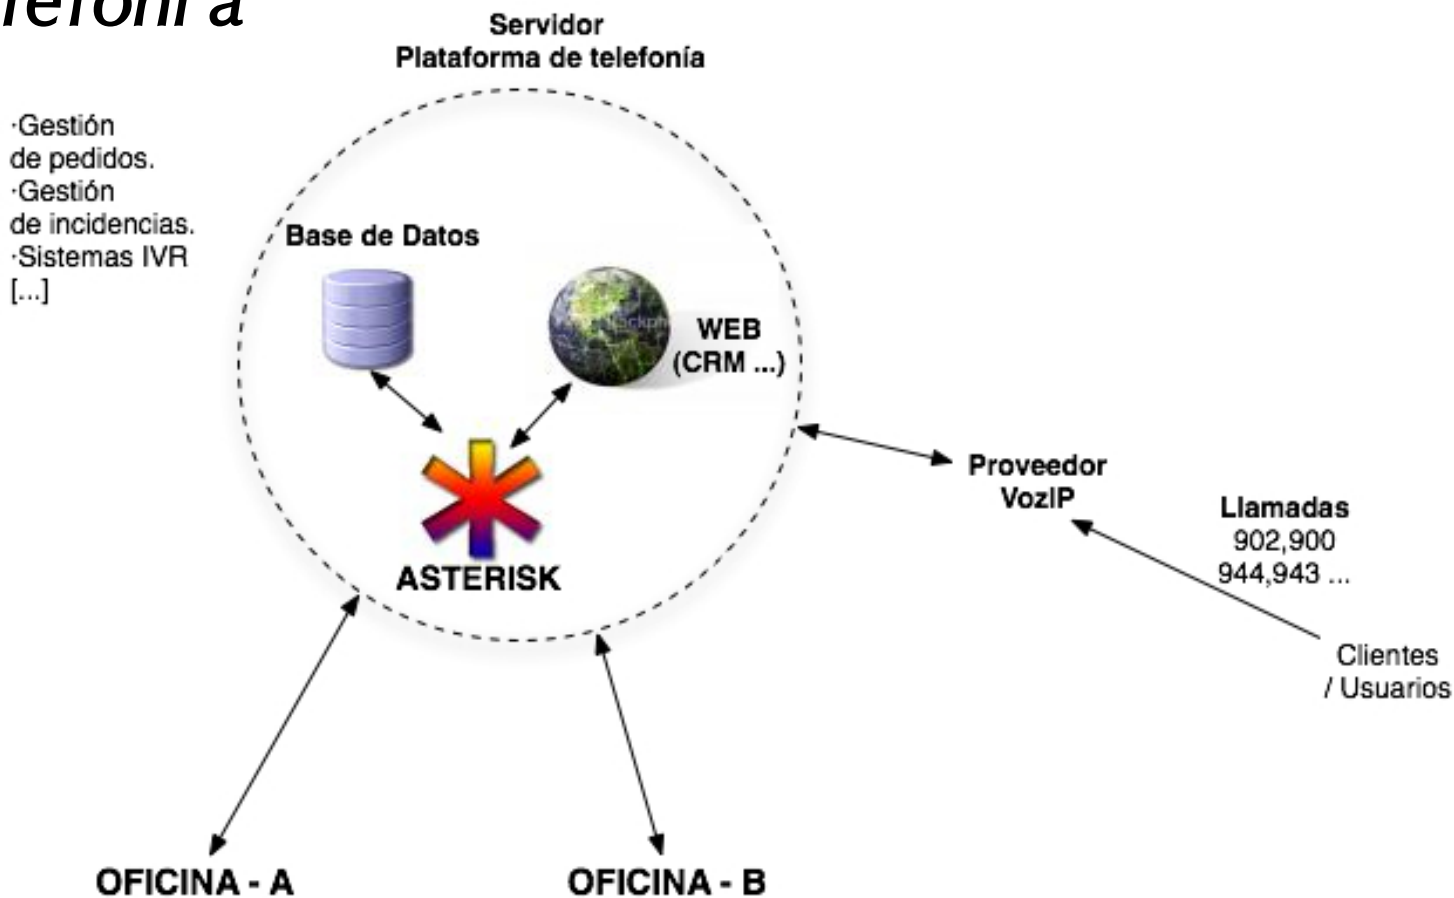 Servidor
Plataforma de telefonía
·Gestión
de pedidos.
·Gestión
de incidencias.
·Sistemas IVR
[...]
Base de Datos
WEB
(CRM ...)
ASTERISK
Proveedor
VozIP
Llamadas
902,900
944,943 ...
Clientes
/ Usuarios
OFICINA - A
OFICINA - B